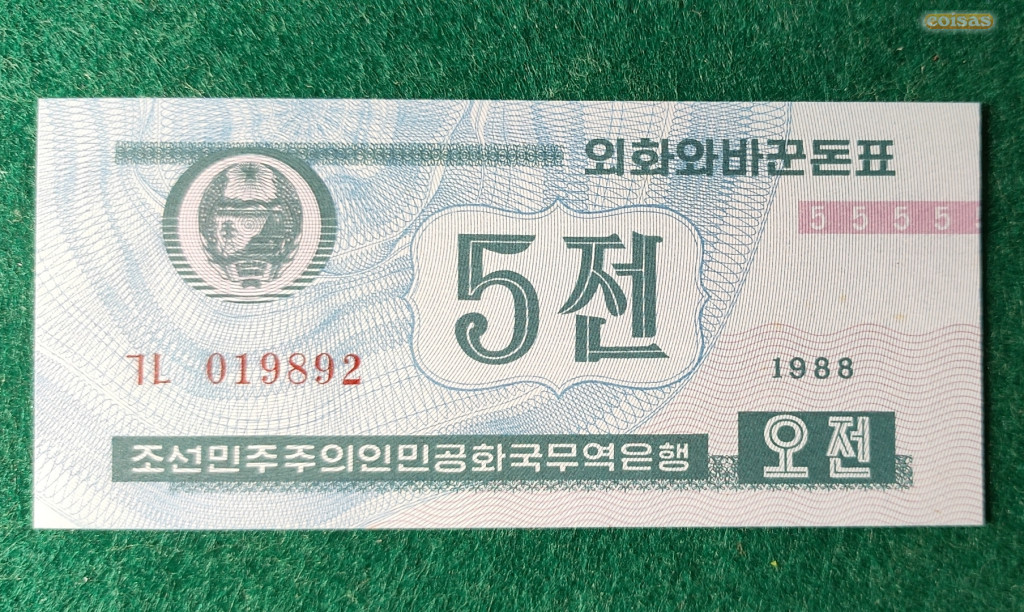 coisas
외화와바꾼돈표
5 5 5 5 5
5전
ㄱㄴ 019892
1988
조선민주주의인민공화국무역은행
오전